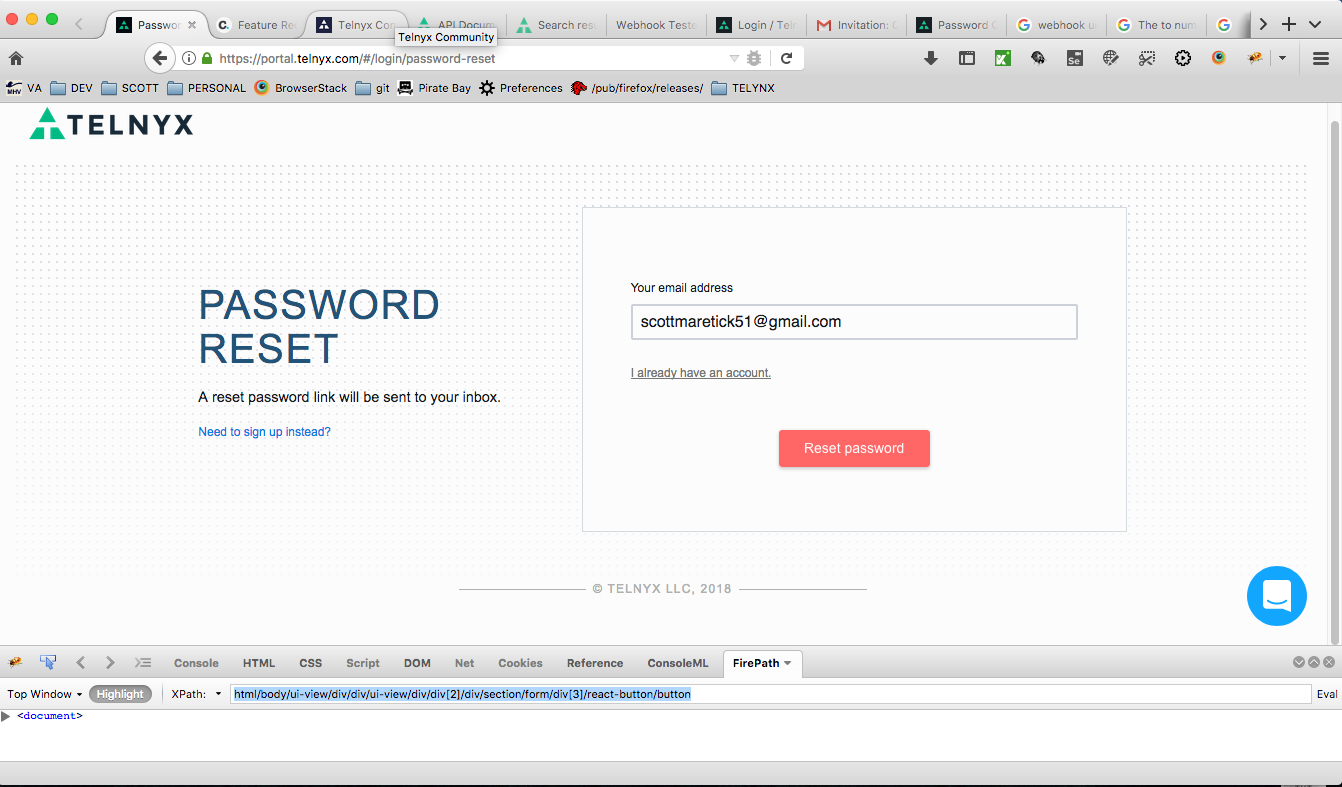 Passwor
Feature Re
Telnyx Co
API Docum
Search res
Webhook Teste
Login / Teln
Invitation:
Password
webhook u
The to num
Telnyx Community
https://portal.telnyx.com/#/login/password-reset
VA DEV SCOTT PERSONAL BrowserStack git Pirate Bay Preferences /pub/firefox/releases/ TELYNX
TELNYX
PASSWORD
RESET
A reset password link will be sent to your inbox.
Need to sign up instead?
Your email address
scottmaretick51@gmail.com
I already have an account.
Reset password
© TELNYX LLC, 2018
Console HTML CSS Script DOM Net Cookies Reference ConsoleML FirePath
Top Window Highlight XPath: html/body/ui-view/div/div/ui-view/div/div[2]/div/section/form/div[3]/react-button/button Eval
<document>